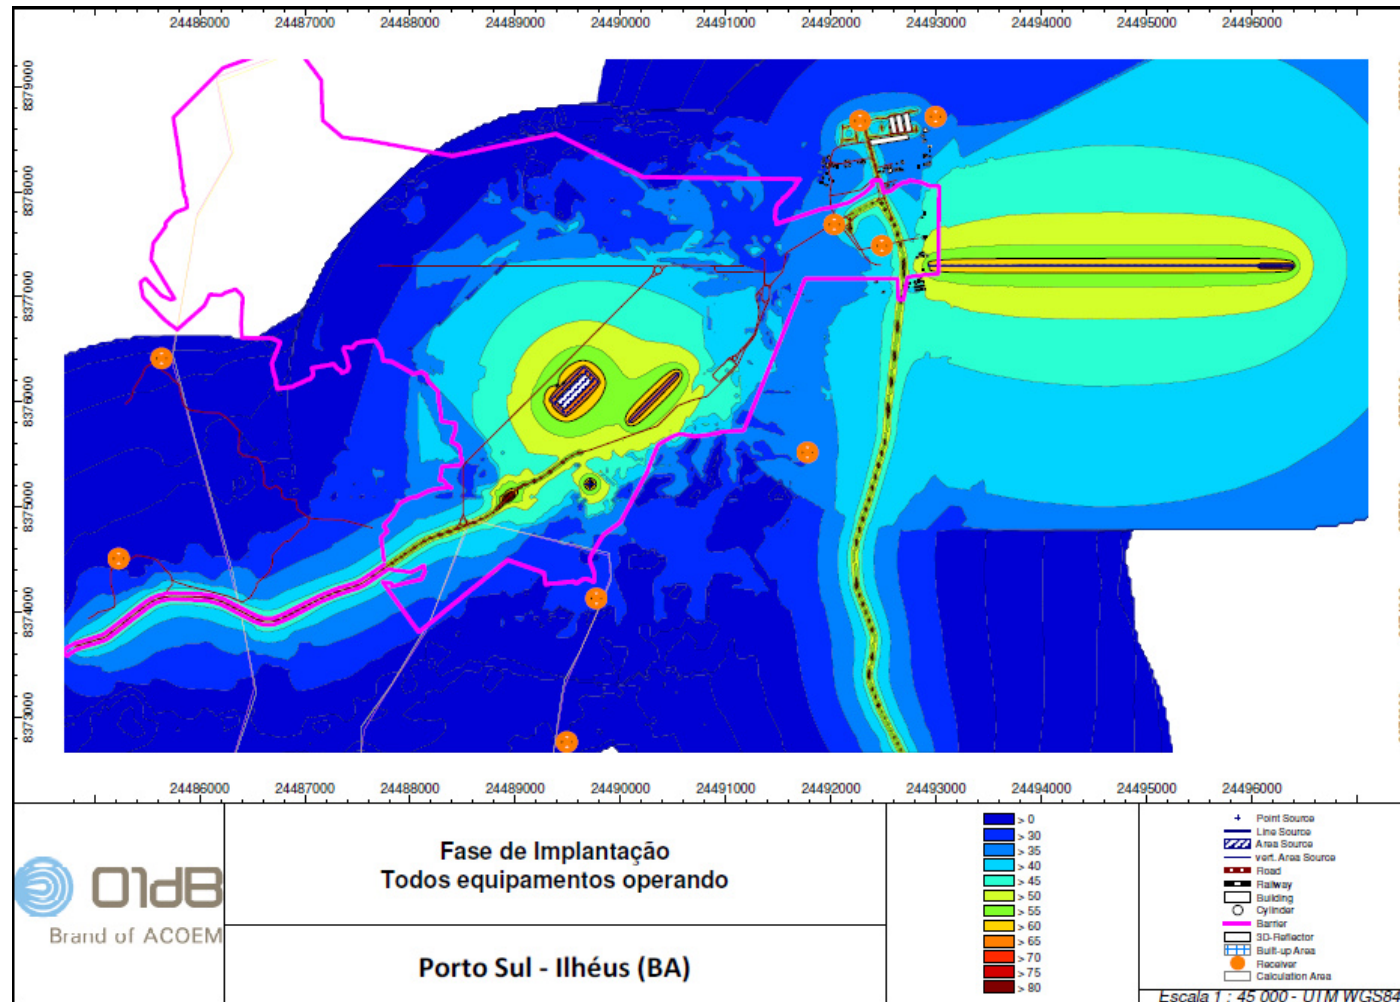 24486000 24487000 24488000 24489000 24490000 24491000 24492000 24493000 24494000 24495000 24496000
8379000
8378000
8377000
8376000
8375000
8374000
8373000
24486000 24487000 24488000 24489000 24490000 24491000 24492000 24493000 24494000 24495000 24496000
01dB
Brand of ACOEM
Fase de Implantação
Todos equipamentos operando
Porto Sul - Ilhéus (BA)
> 0
> 30
> 35
> 40
> 45
> 50
> 55
> 60
> 65
> 70
> 75
> 80
Point Source
Line Source
Area Source
vert. Area Source
Road
Railway
Building
Cylinder
Barrier
3D-Reflector
Built-up Area
Receiver
Calculation Area
Escala 1 : 45 000 - UTM WGS84